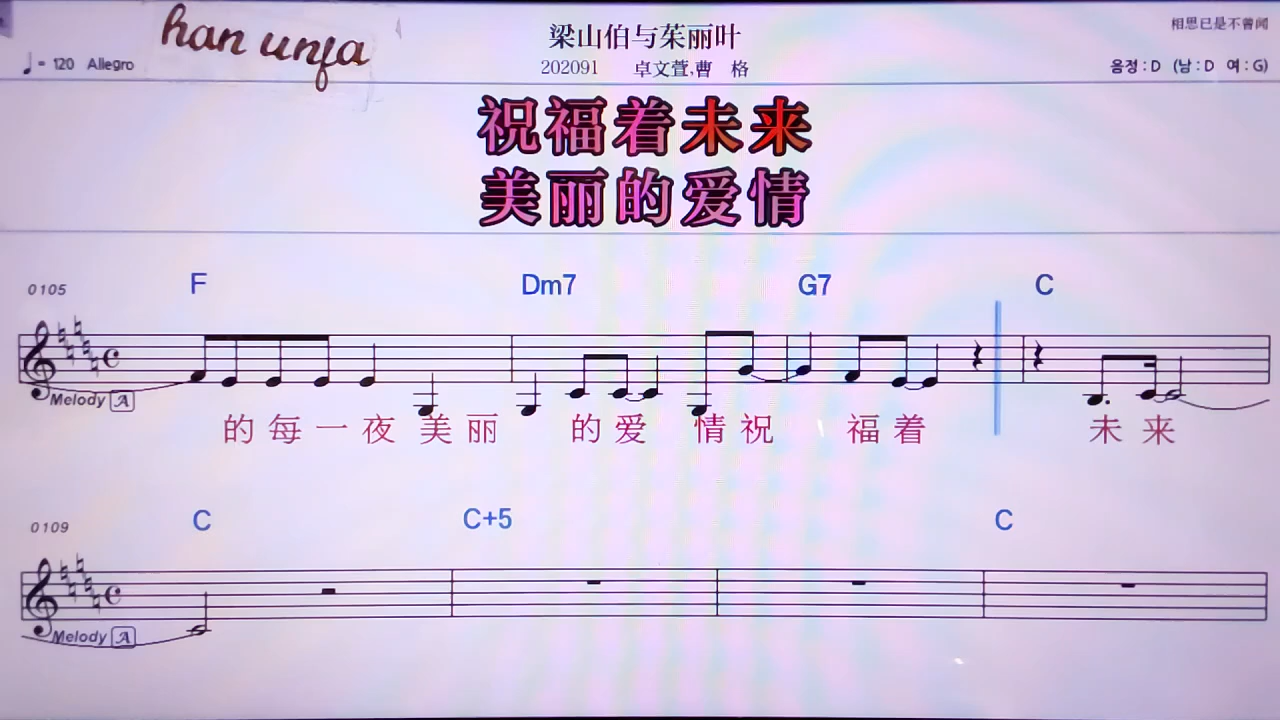 han unfa
梁山伯与茱丽叶
相思已是不曾闻
♩= 120 Allegro
202091 卓文萱,曹 格
음정 : D (남 : D 여 : G)
祝福着未来
美丽的爱情
0105
F Dm7 G7 C
Melody A
的 每 一 夜 美 丽 的 爱 情 祝 福 着 未 来
0109
C C+5 C
Melody A